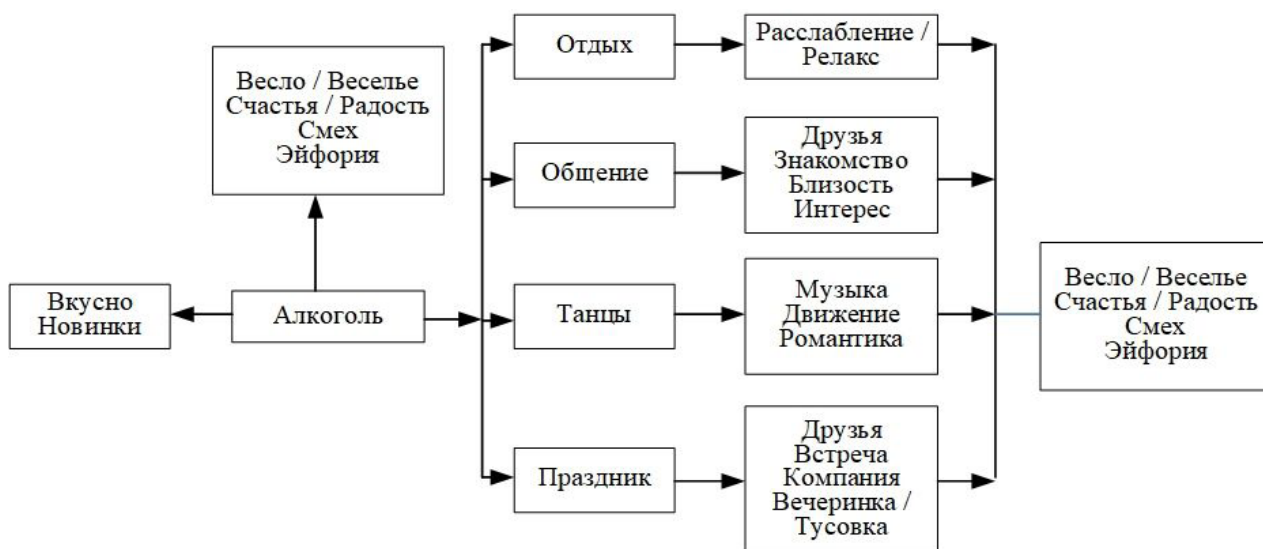 Весло / Веселье
Счастья / Радость
Смех
Эйфория
Вкусно
Новинки
Алкоголь
Отдых
Расслабление /
Релакс
Общение
Друзья
Знакомство
Близость
Интерес
Танцы
Музыка
Движение
Романтика
Праздник
Друзья
Встреча
Компания
Вечеринка /
Тусовка
Весло / Веселье
Счастья / Радость
Смех
Эйфория